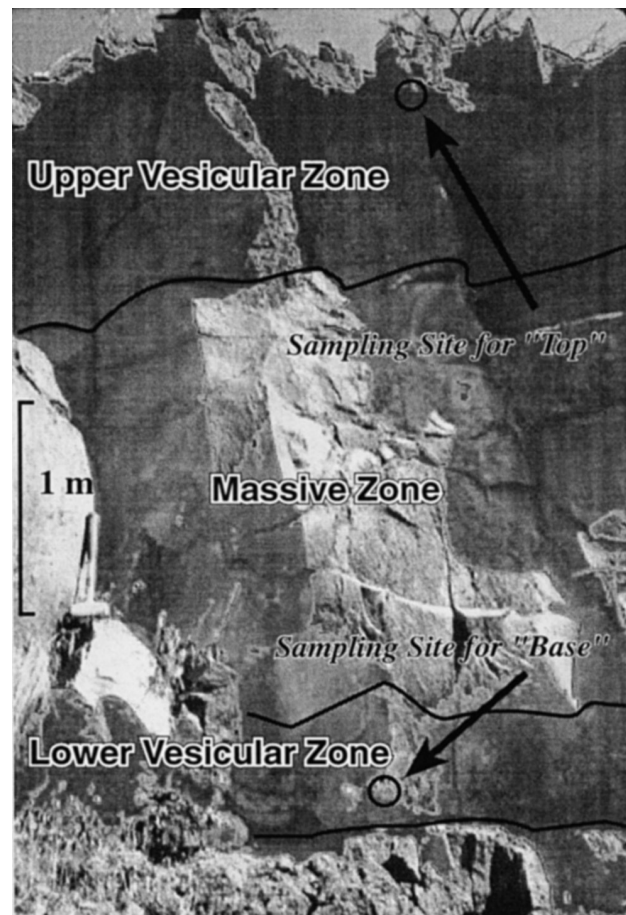 Upper Vesicular Zone
Sampling Site for "Top"
1 m
Massive Zone
Sampling Site for "Base"
Lower Vesicular Zone